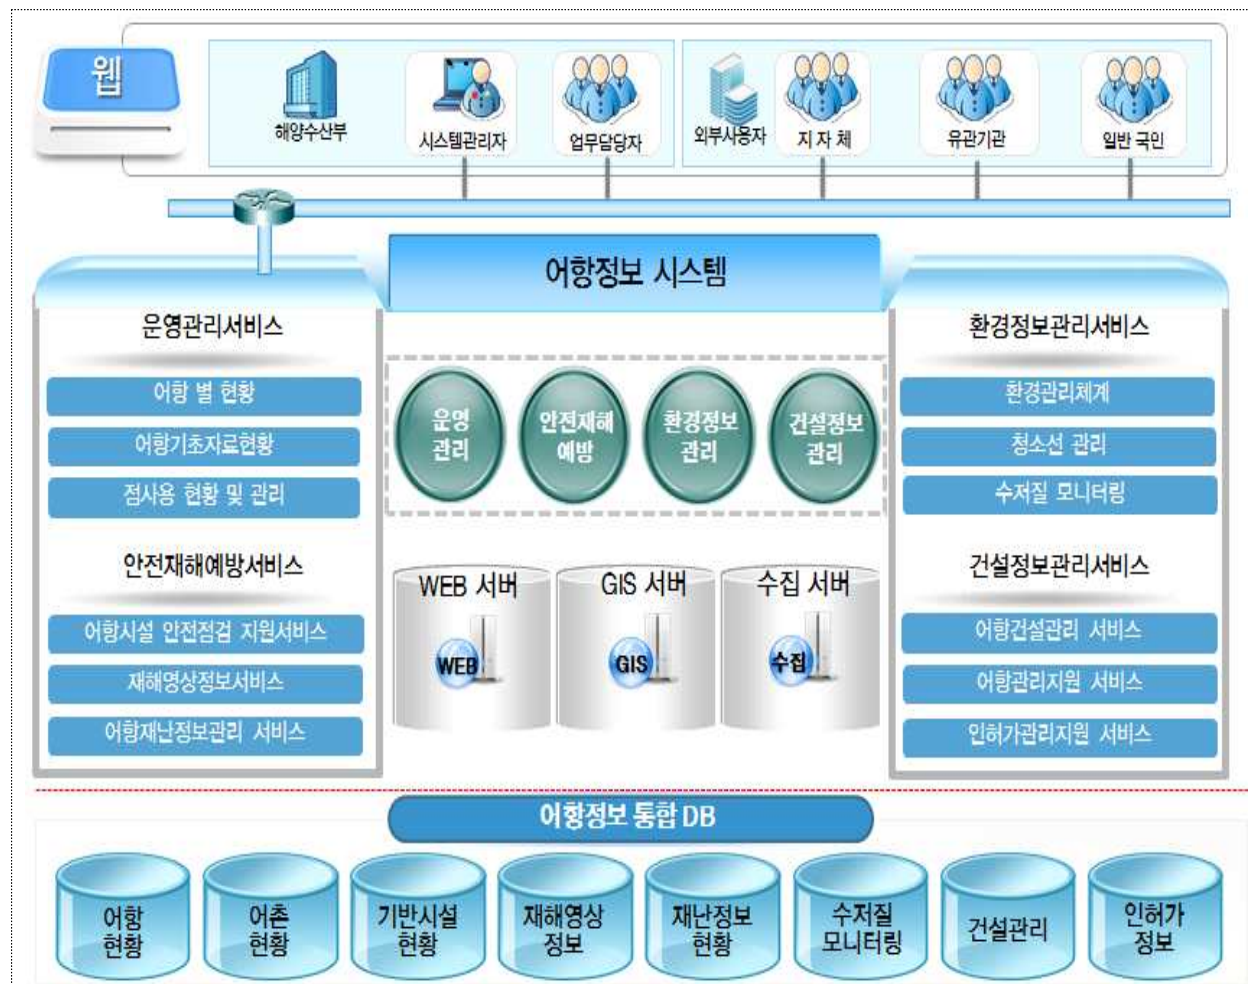 웹
해양수산부
시스템관리자
업무담당자
외부사용자
지 자 체
유관기관
일반 국인
어항정보 시스템
운영관리서비스
어항 별 현황
어항기초자료현황
점사용 현황 및 관리
안전재해예방서비스
어항시설 안전점검 지원서비스
재해영상정보서비스
어항재난정보관리 서비스
운영
관리
안전재해
예방
환경정보
관리
건설정보
관리
WEB 서버
GIS 서버
수집 서버
WEB
GIS
수집
환경정보관리서비스
환경관리체계
청소선 관리
수저질 모니터링
건설정보관리서비스
어항건설관리 서비스
어항관리지원 서비스
인허가관리지원 서비스
어황정보 통합 DB
어항
현황
어촌
현황
기반시설
현황
재해영상
정보
재난정보
현황
수저질
모니터링
건설관리
인허가
정보